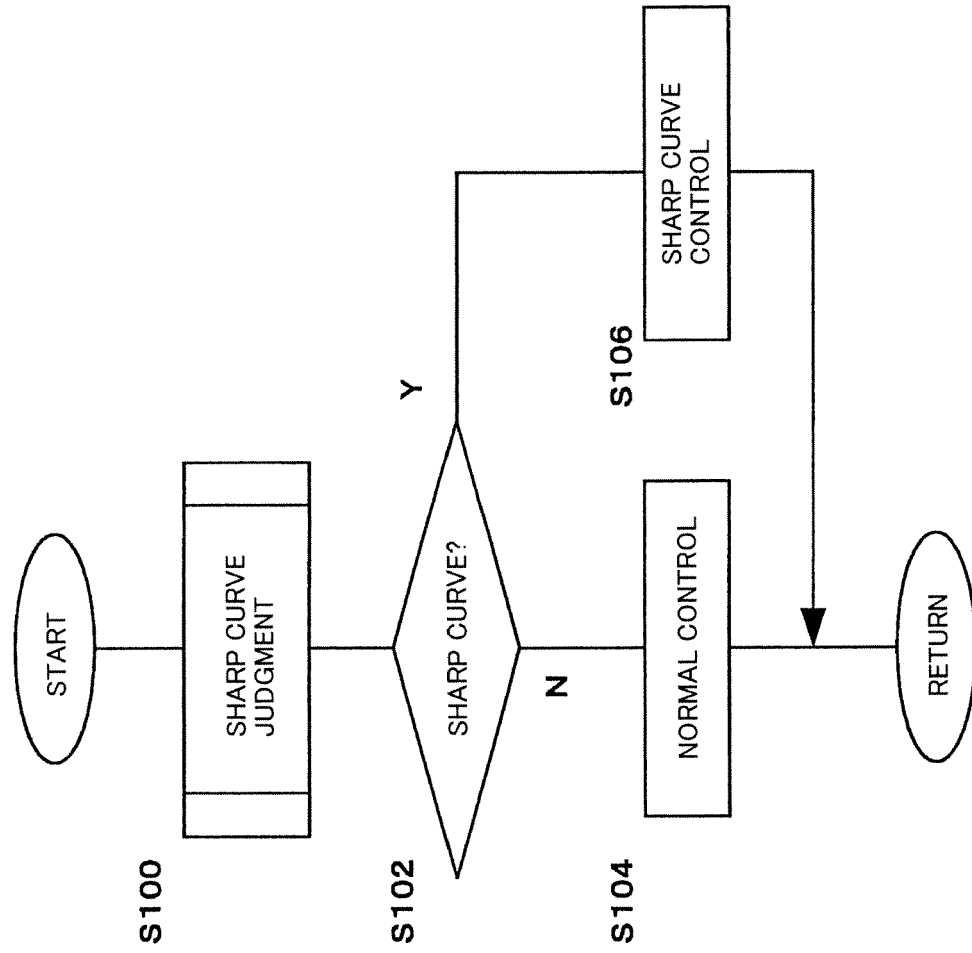 START
S100
SHARP CURVE
JUDGMENT
S102
SHARP CURVE?
Y
N
S104
NORMAL CONTROL
S106
SHARP CURVE
CONTROL
RETURN